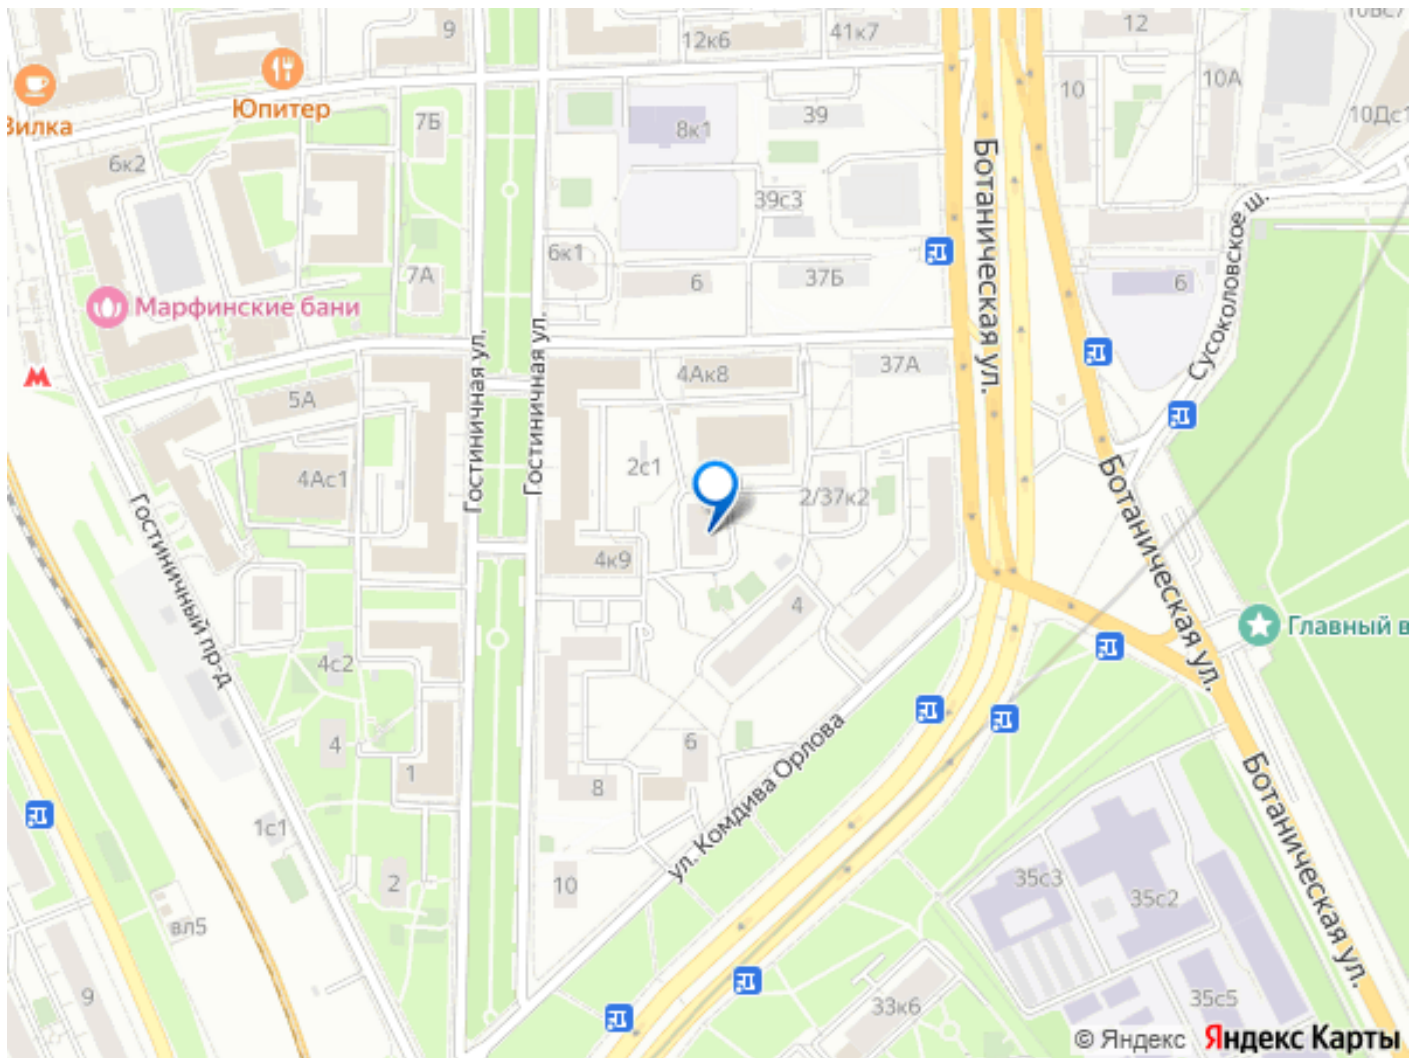 9
12к6
41к7
12
10Вс7
Юпитер
Вилка
7Б
8к1
39
10
10А
10Дс1
6к2
39с3
Ботаническая ул.
Сусоколовское ш.
6к1
7А
6
37Б
6
Марфинские бани
Гостиничная ул.
Гостиничная ул.
4Ак8
37А
5А
4Ас1
2с1
2/37к2
Ботаническая ул.
Гостиничный пр-д
4к9
4
Главный в
4с2
4
1
6
8
ул. Комдива Орлова
Ботаническая ул.
1с1
2
10
35с3
35с2
вл5
9
33к6
35с5
© Яндекс Яндекс Карты